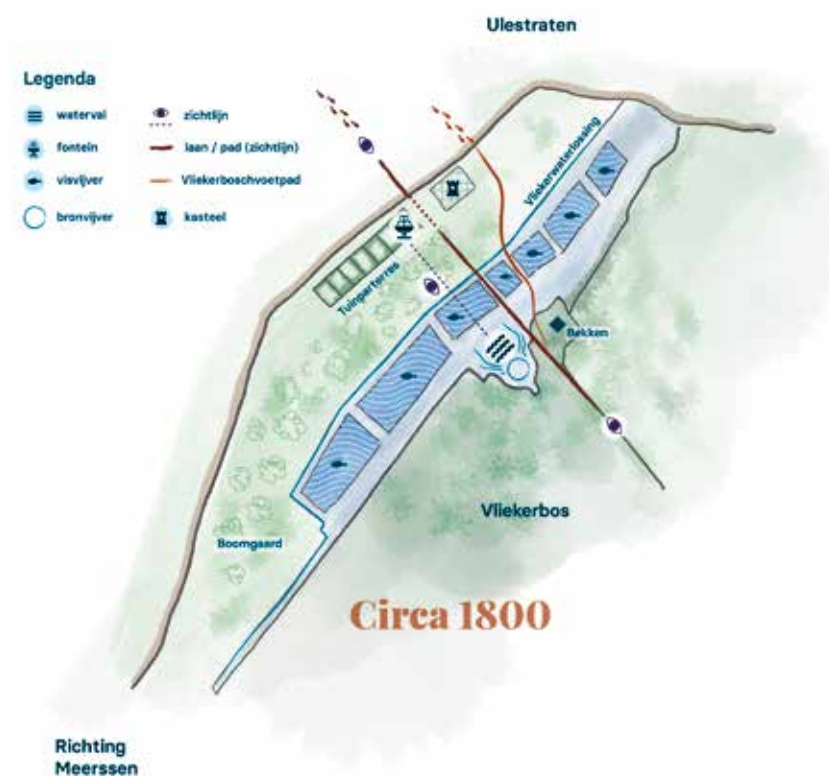 Ulestraten
Legenda
waterval
zichtlijn
fontein
laan / pad (zichtlijn)
visvijver
Vliekerboschvoetpad
bronvijver
kasteel
Vliekerwaterlossing
Tuinparterres
Bekken
Vliekerbos
Boomgaard
Circa 1800
Richting
Meerssen